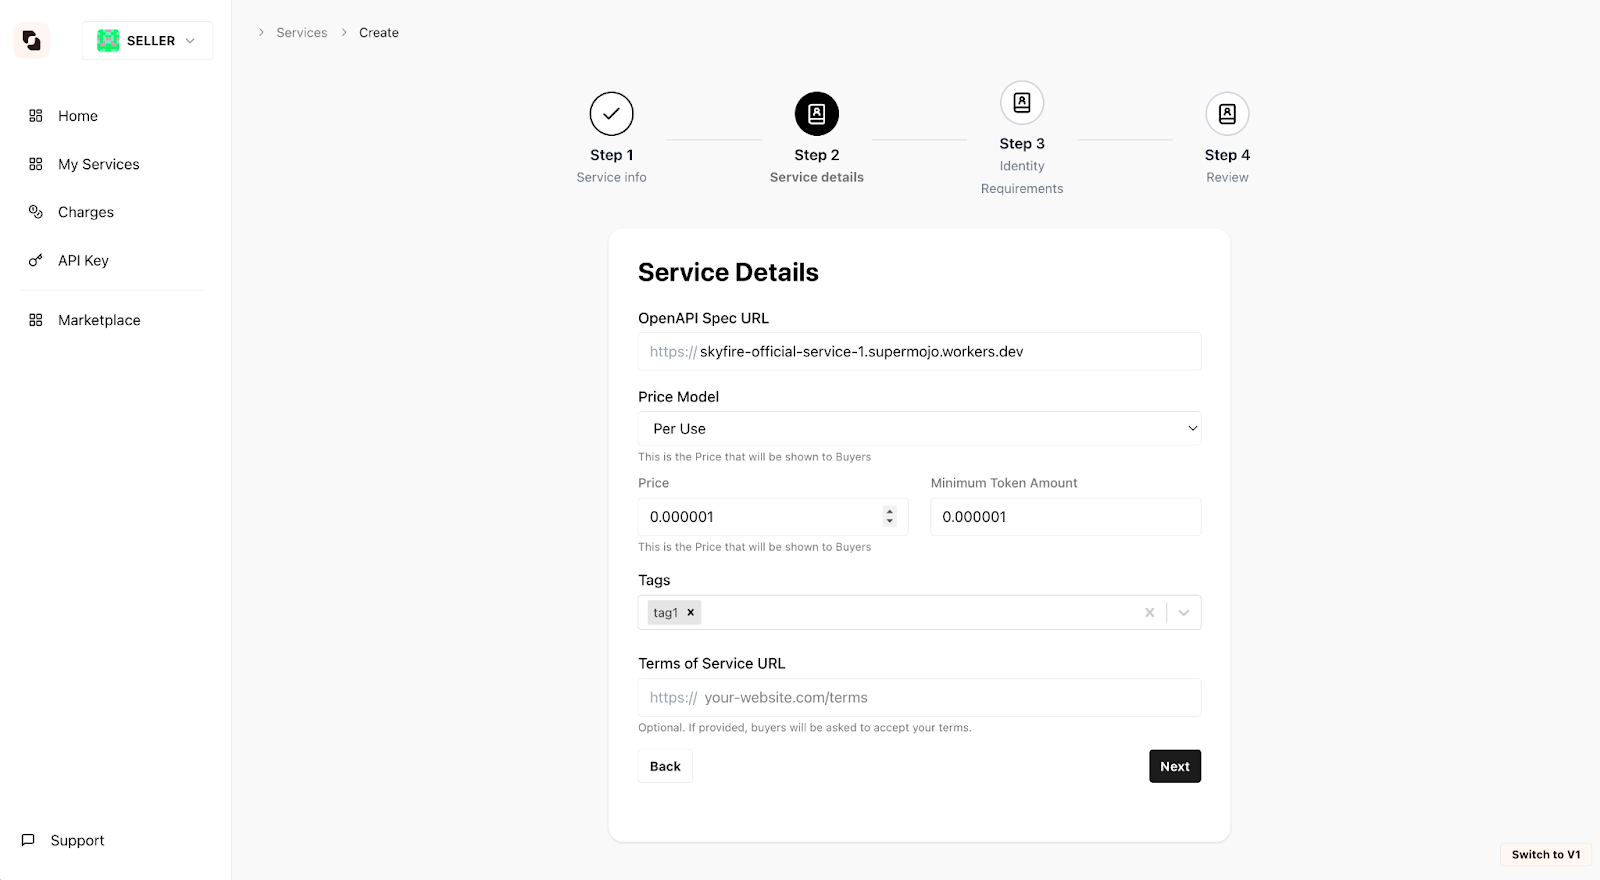 SELLER
Services
Create
Home
My Services
Charges
API Key
Marketplace
Support
Step 1
Service info
Step 2
Service details
Step 3
Identity
Requirements
Step 4
Review
Service Details
OpenAPI Spec URL
https:// skyfire-official-service-1.supermojo.workers.dev
Price Model
Per Use
This is the Price that will be shown to Buyers
Price
Minimum Token Amount
0.000001
0.000001
This is the Price that will be shown to Buyers
Tags
tag1
Terms of Service URL
https:// your-website.com/terms
Optional. If provided, buyers will be asked to accept your terms.
Back
Next
Switch to V1